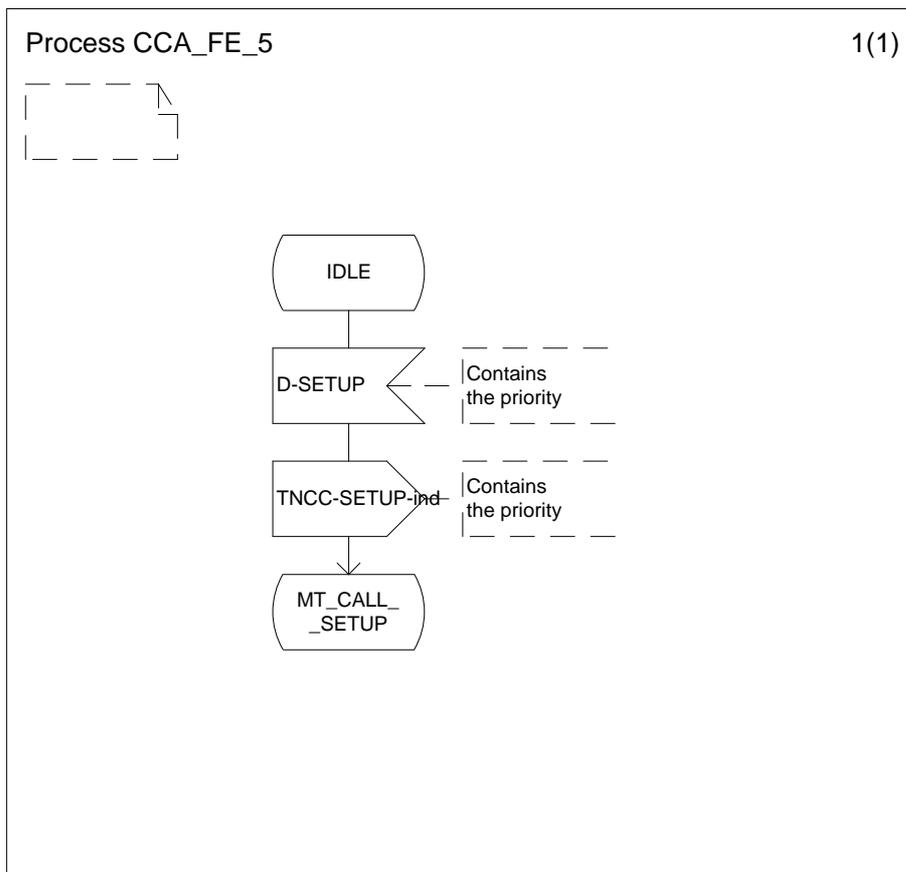 Process CCA_FE_5
1(1)
IDLE
D-SETUP
Contains
the priority
TNCC-SETUP-ind
Contains
the priority
MT_CALL_
_SETUP